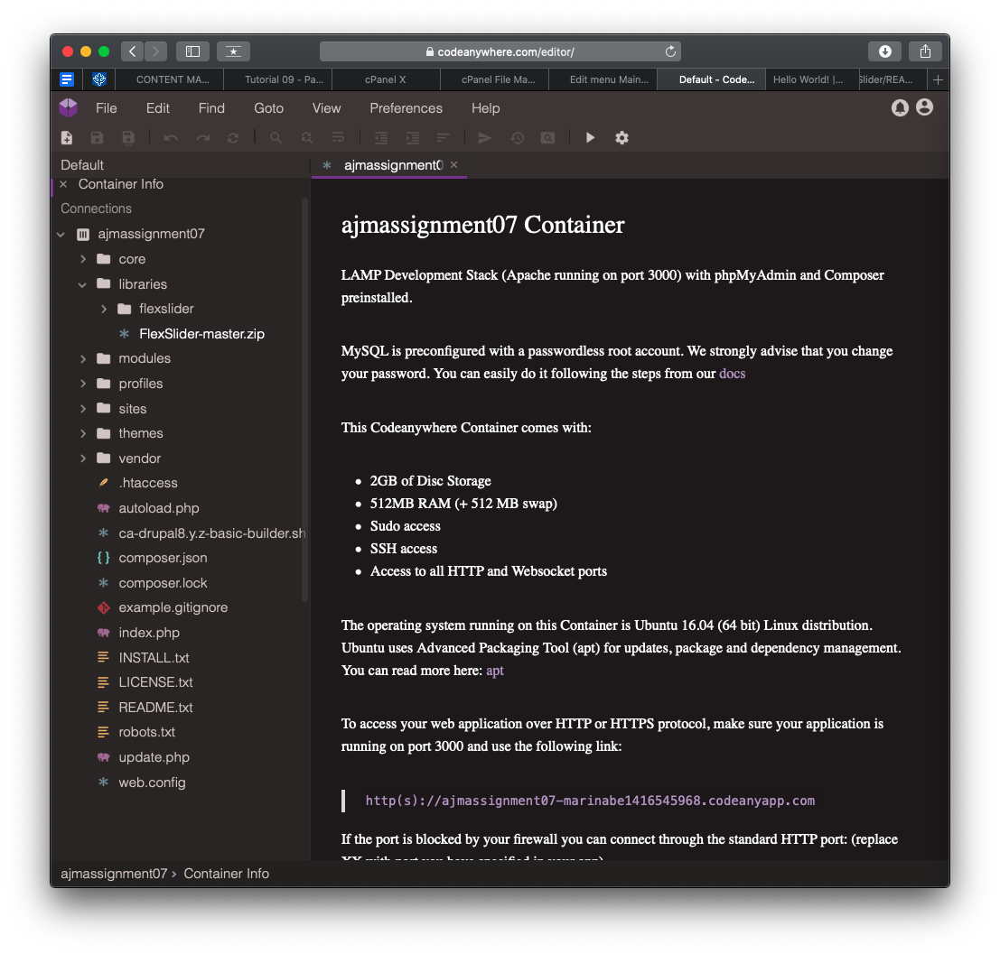 codeanywhere.com/editor/
CONTENT MA...
Tutorial 09 - Pa...
cPanel X
cPanel File Ma...
Edit menu Main...
Default - Code...
Hello World! |...
Slider/REA...
File Edit Find Goto View Preferences Help
Default
ajmassignment0
Container Info
Connections
ajmassignment07
core
libraries
flexslider
FlexSlider-master.zip
modules
profiles
sites
themes
vendor
.htaccess
autoload.php
ca-drupal8.y.z-basic-builder.sh
composer.json
composer.lock
example.gitignore
index.php
INSTALL.txt
LICENSE.txt
README.txt
robots.txt
update.php
web.config
ajmassignment07 Container
LAMP Development Stack (Apache running on port 3000) with phpMyAdmin and Composer
preinstalled.
MySQL is preconfigured with a passwordless root account. We strongly advise that you change
your password. You can easily do it following the steps from our docs
This Codeanywhere Container comes with:
• 2GB of Disc Storage
• 512MB RAM (+ 512 MB swap)
• Sudo access
• SSH access
• Access to all HTTP and Websocket ports
The operating system running on this Container is Ubuntu 16.04 (64 bit) Linux distribution.
Ubuntu uses Advanced Packaging Tool (apt) for updates, package and dependency management.
You can read more here: apt
To access your web application over HTTP or HTTPS protocol, make sure your application is
running on port 3000 and use the following link:
http(s)://ajmassignment07-marinabe1416545968.codeanyapp.com
If the port is blocked by your firewall you can connect through the standard HTTP port: (replace
XX with port you have specified in your app)
ajmassignment07 › Container Info